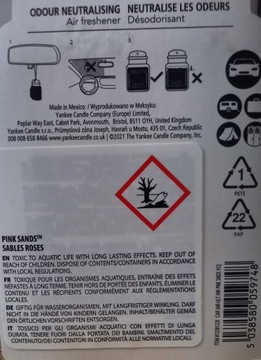 ODOUR NEUTRALISING
Air freshener
NEUTRALISE LES ODEURS
Désodorisant
1
2
3
Made in Mexico: / Wyprodukowano w Meksyku:
Yankee Candle Company (Europe) Limited,
Poplar Way East, Cabot Park, Avonmouth, Bristol, BS11 0YH, United Kingdom
Yankee Candle s.r.o., Průmyslová zóna Joseph, Havraň u Mostu, 435 01, Czech Republic
008 008 658 8466 www.yankeecandle.co.uk ©2021 The Yankee Candle Company, Inc.
1
PETE
22
PAP
PINK SANDS™
SABLES ROSES
EN TOXIC TO AQUATIC LIFE WITH LONG LASTING EFFECTS. KEEP OUT OF
REACH OF CHILDREN. DISPOSE OF CONTAINERS IN ACCORDANCE
WITH LOCAL REGULATIONS.
FR TOXIQUE POUR LES ORGANISMES AQUATIQUES, ENTRAÎNE DES EFFETS
NÉFASTES À LONG TERME. TENIR HORS DE PORTÉE DES ENFANTS. ÉLIMINER LE
CONTENU ET LES RÉCIPIENTS CONFORMÉMENT AUX RÉGLEMENTATIONS
LOCALES.
DE GIFTIG FÜR WASSERORGANISMEN, MIT LANGFRISTIGER WIRKUNG. DARF
NICHT IN DIE HÄNDE VON KINDERN GELANGEN. INHALT/BEHÄLTER GEMÄSS
DEN ÖRTLICHEN VORSCHRIFTEN ENTSORGEN.
IT TOSSICO PER GLI ORGANISMI ACQUATICI CON EFFETTI DI LUNGA
DURATA. TENERE FUORI DALLA PORTATA DEI BAMBINI. SMALTIMENTO DEL
CONTENUTO/DEI CONTENITORI IN CONFORMITÀ ALLE NORMATIVE LOCALI.
5 038580 059748